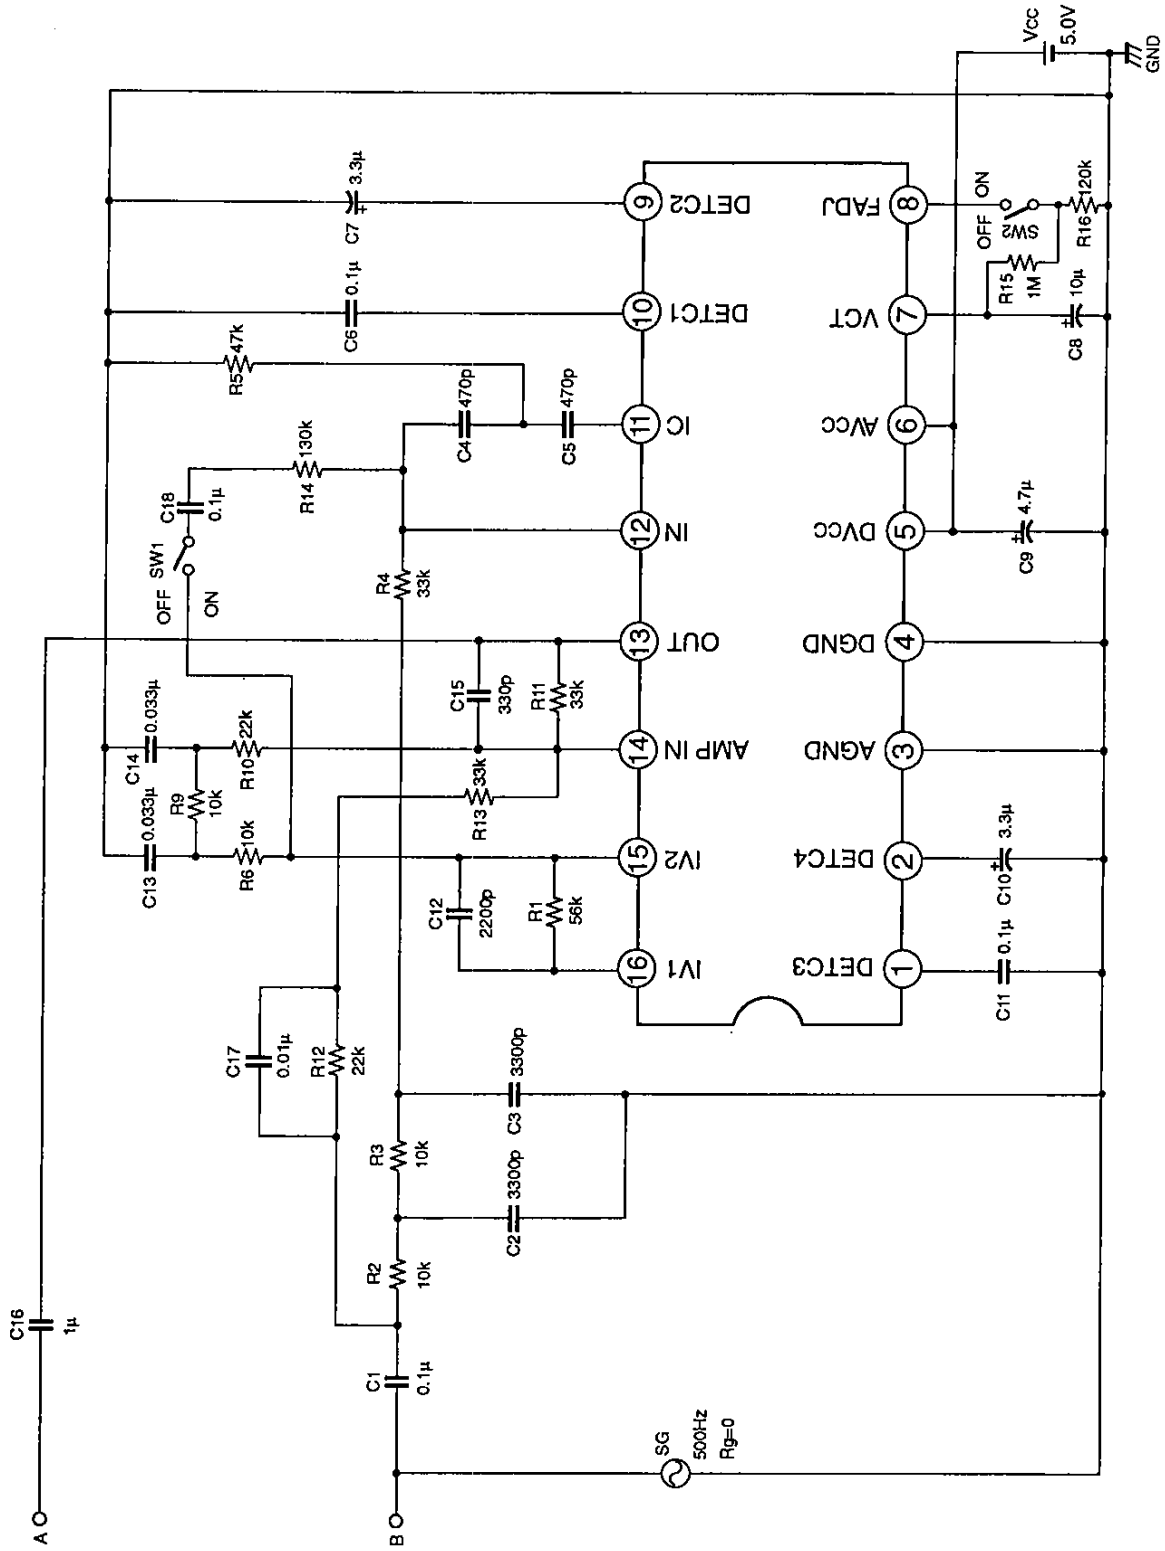 A
C16
1μ
B
C1
0.1μ
SG
500Hz
Rg=0
R2
10k
C2
3300p
R3
10k
C3
3300p
C17
0.01μ
R12
22k
C13
0.033μ
R9
10k
R6
10k
C14
0.033μ
R10
22k
C12
2200p
R1
56k
R13
33k
C15
330p
R11
33k
OFF
SW1
ON
C18
0.1μ
R14
130k
R4
33k
R5
47k
C4
470p
C5
470p
C6
0.1μ
C7
3.3μ
+
16
IV1
15
IV2
14
AMP IN
13
OUT
12
IN
11
IC
10
DETC1
9
DETC2
1
DETC3
2
DETC4
3
AGND
4
DGND
5
DVcc
6
AVcc
7
VCT
8
FADJ
C11
0.1μ
C10
3.3μ
+
C9
4.7μ
+
C8
10μ
+
R15
1M
OFF
SW2
ON
R16
120k
Vcc
5.0V
GND